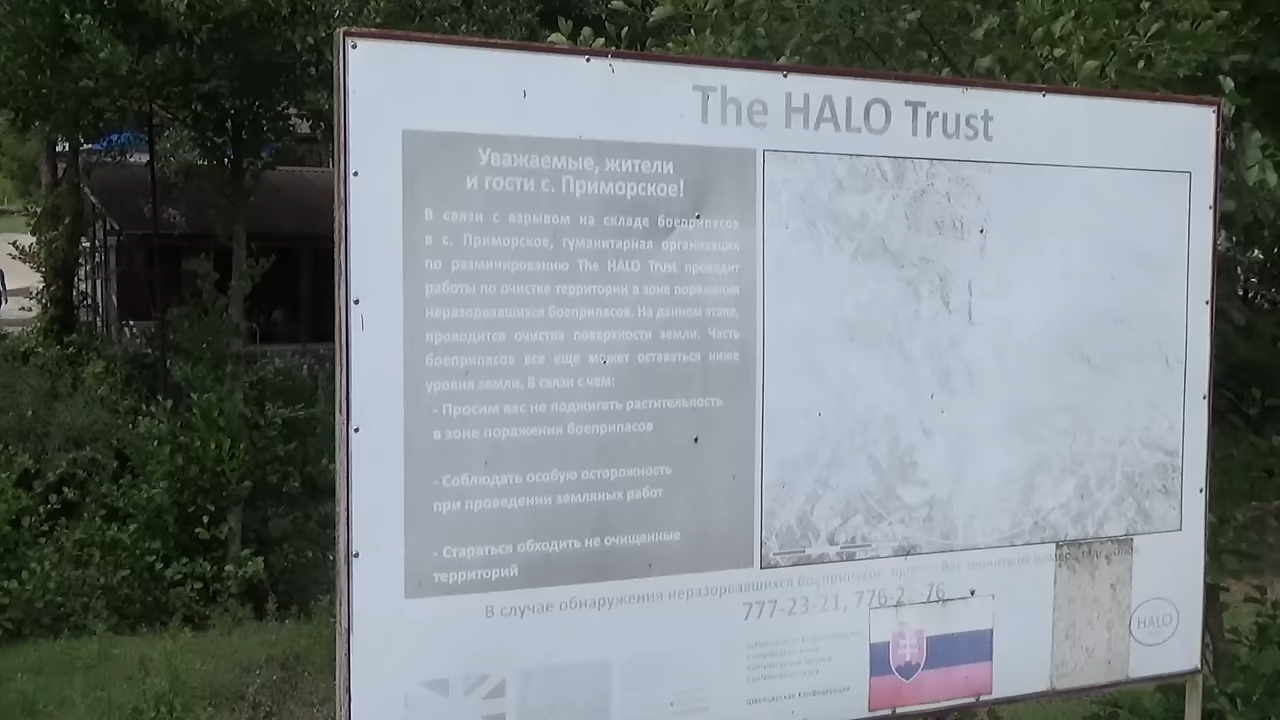 The HALO Trust
Уважаемые, жители
и гости с. Приморское!
В связи с взрывом на складе боеприпасов
в с. Приморское, гуманитарная организация
по разминированию The HALO Trust проводит
работы по очистке территории в зоне поражения
неразорвавшихся боеприпасов. На данном этапе,
проводится очистка поверхности земли. Часть
боеприпасов все еще может оставаться ниже
уровня земли. В связи с чем:
- Просим вас не поджигать растительность
в зоне поражения боеприпасов
- Соблюдать особую осторожность
при проведении земляных работ
- Стараться обходить не очищенные
территорий
В случае обнаружения неразорвавшихся боеприпасов, Вас звонить по
777-23 21, 776-2 -76
HALO
Швейцарская Конфедерация